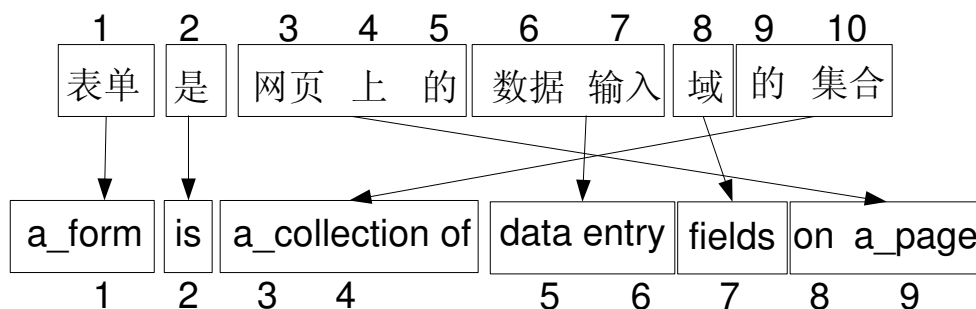 1 2 3 4 5 6 7 8 9 10
表单 是 网页 上 的 数据 输入 域 的 集合
a_form is a_collection of data entry fields on a_page
1 2 3 4 5 6 7 8 9